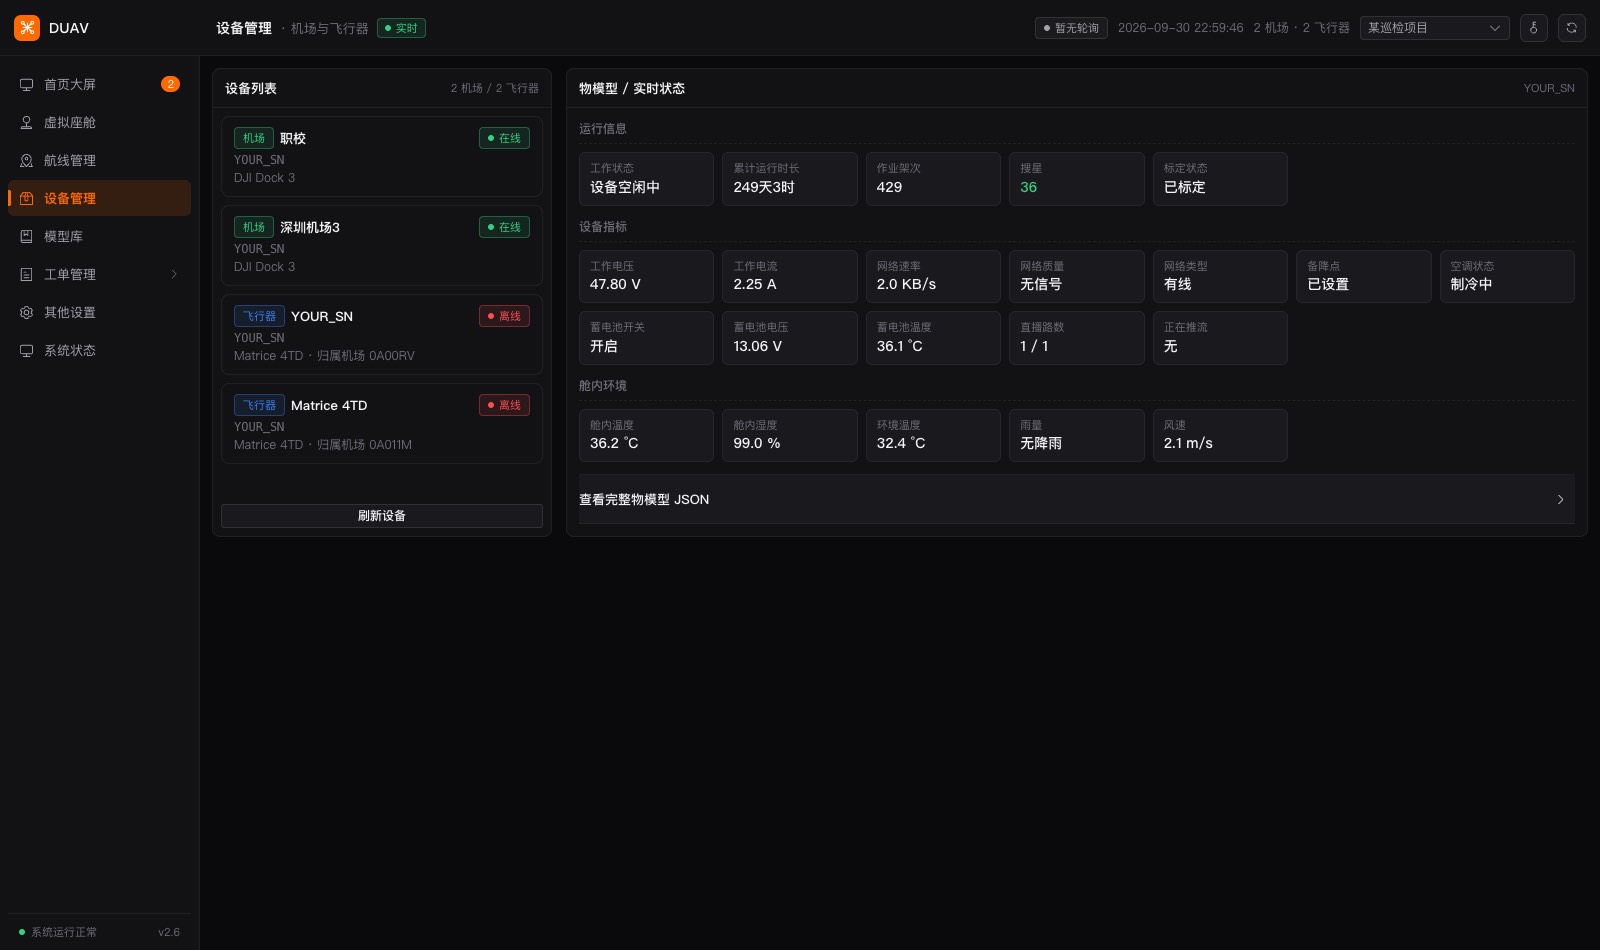 DUAV
设备管理 · 机场与飞行器 实时
暂无轮询 2026-09-30 22:59:46 2 机场 · 2 飞行器 某巡检项目
首页大屏 2
虚拟座舱
航线管理
设备管理
模型库
工单管理
其他设置
系统状态
系统运行正常 v2.6
设备列表 2 机场 / 2 飞行器
机场 职校 在线
YOUR_SN
DJI Dock 3
机场 深圳机场3 在线
YOUR_SN
DJI Dock 3
飞行器 YOUR_SN 离线
YOUR_SN
Matrice 4TD · 归属机场 0A00RV
飞行器 Matrice 4TD 离线
YOUR_SN
Matrice 4TD · 归属机场 0A011M
刷新设备
物模型 / 实时状态 YOUR_SN
运行信息
工作状态 累计运行时长 作业架次 搜星 标定状态
设备空闲中 249天3时 429 36 已标定
设备指标
工作电压 工作电流 网络速率 网络质量 网络类型 备降点 空调状态
47.80 V 2.25 A 2.0 KB/s 无信号 有线 已设置 制冷中
蓄电池开关 蓄电池电压 蓄电池温度 直播路数 正在推流
开启 13.06 V 36.1 °C 1 / 1 无
舱内环境
舱内温度 舱内湿度 环境温度 雨量 风速
36.2 °C 99.0 % 32.4 °C 无降雨 2.1 m/s
查看完整物模型 JSON